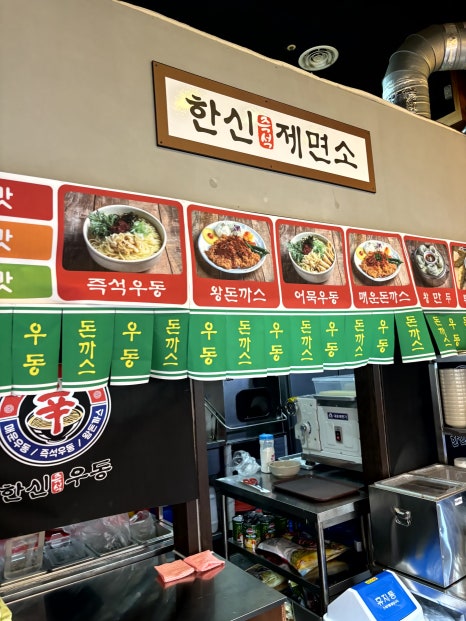 한신즉석제면소
맛
맛
맛
즉석우동
왕돈까스
어묵우동
매운돈까스
왕만두
우동
돈까스
우동
돈까스
우동
돈까스
우동
돈까스
우동
돈까스
우동
돈까스
우동
辛
매운우동 / 즉석우동 / 왕돈까스
한신즉석우동
휴지통